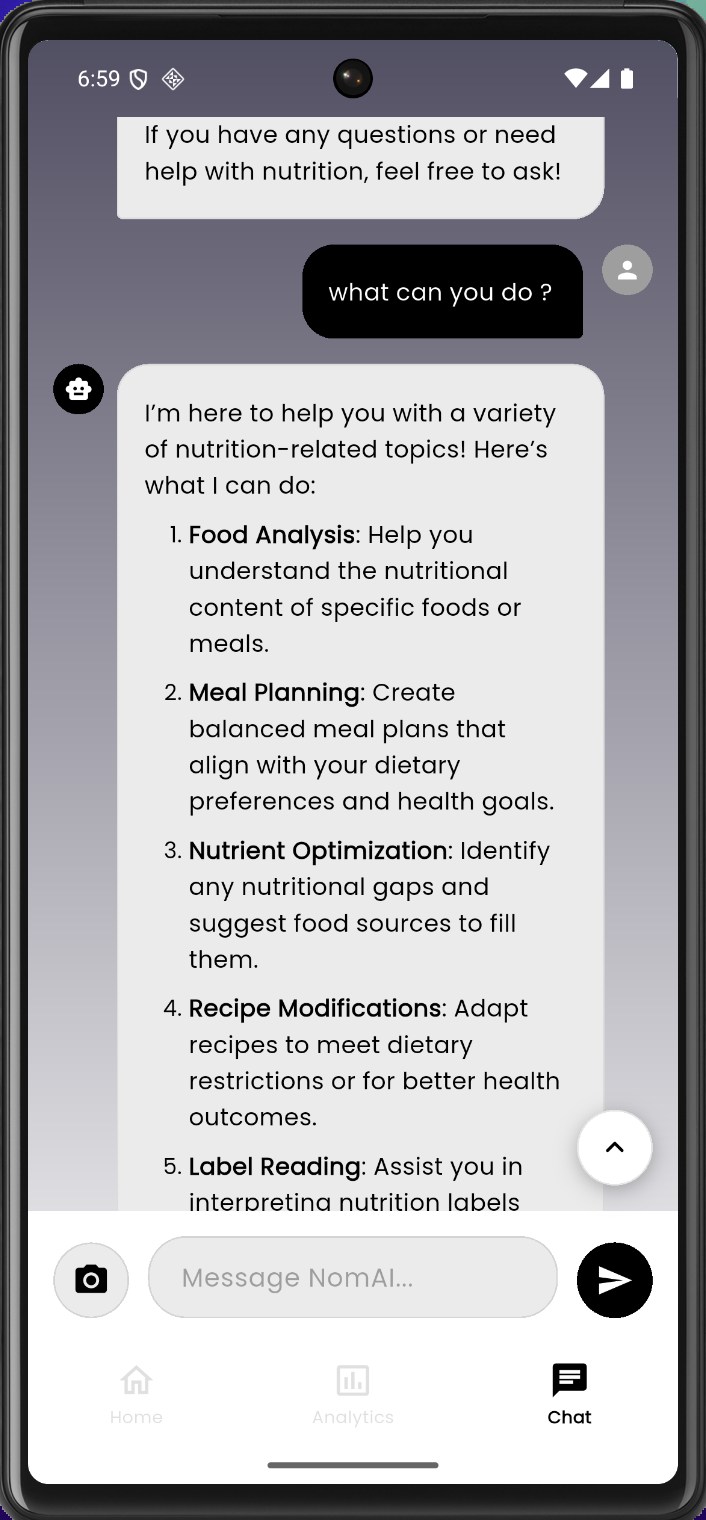 6:59
If you have any questions or need
help with nutrition, feel free to ask!
what can you do ?
I’m here to help you with a variety
of nutrition-related topics! Here’s
what I can do:
1. Food Analysis: Help you
understand the nutritional
content of specific foods or
meals.
2. Meal Planning: Create
balanced meal plans that
align with your dietary
preferences and health goals.
3. Nutrient Optimization: Identify
any nutritional gaps and
suggest food sources to fill
them.
4. Recipe Modifications: Adapt
recipes to meet dietary
restrictions or for better health
outcomes.
5. Label Reading: Assist you in
interpreting nutrition labels
Message NomAI...
Home
Analytics
Chat